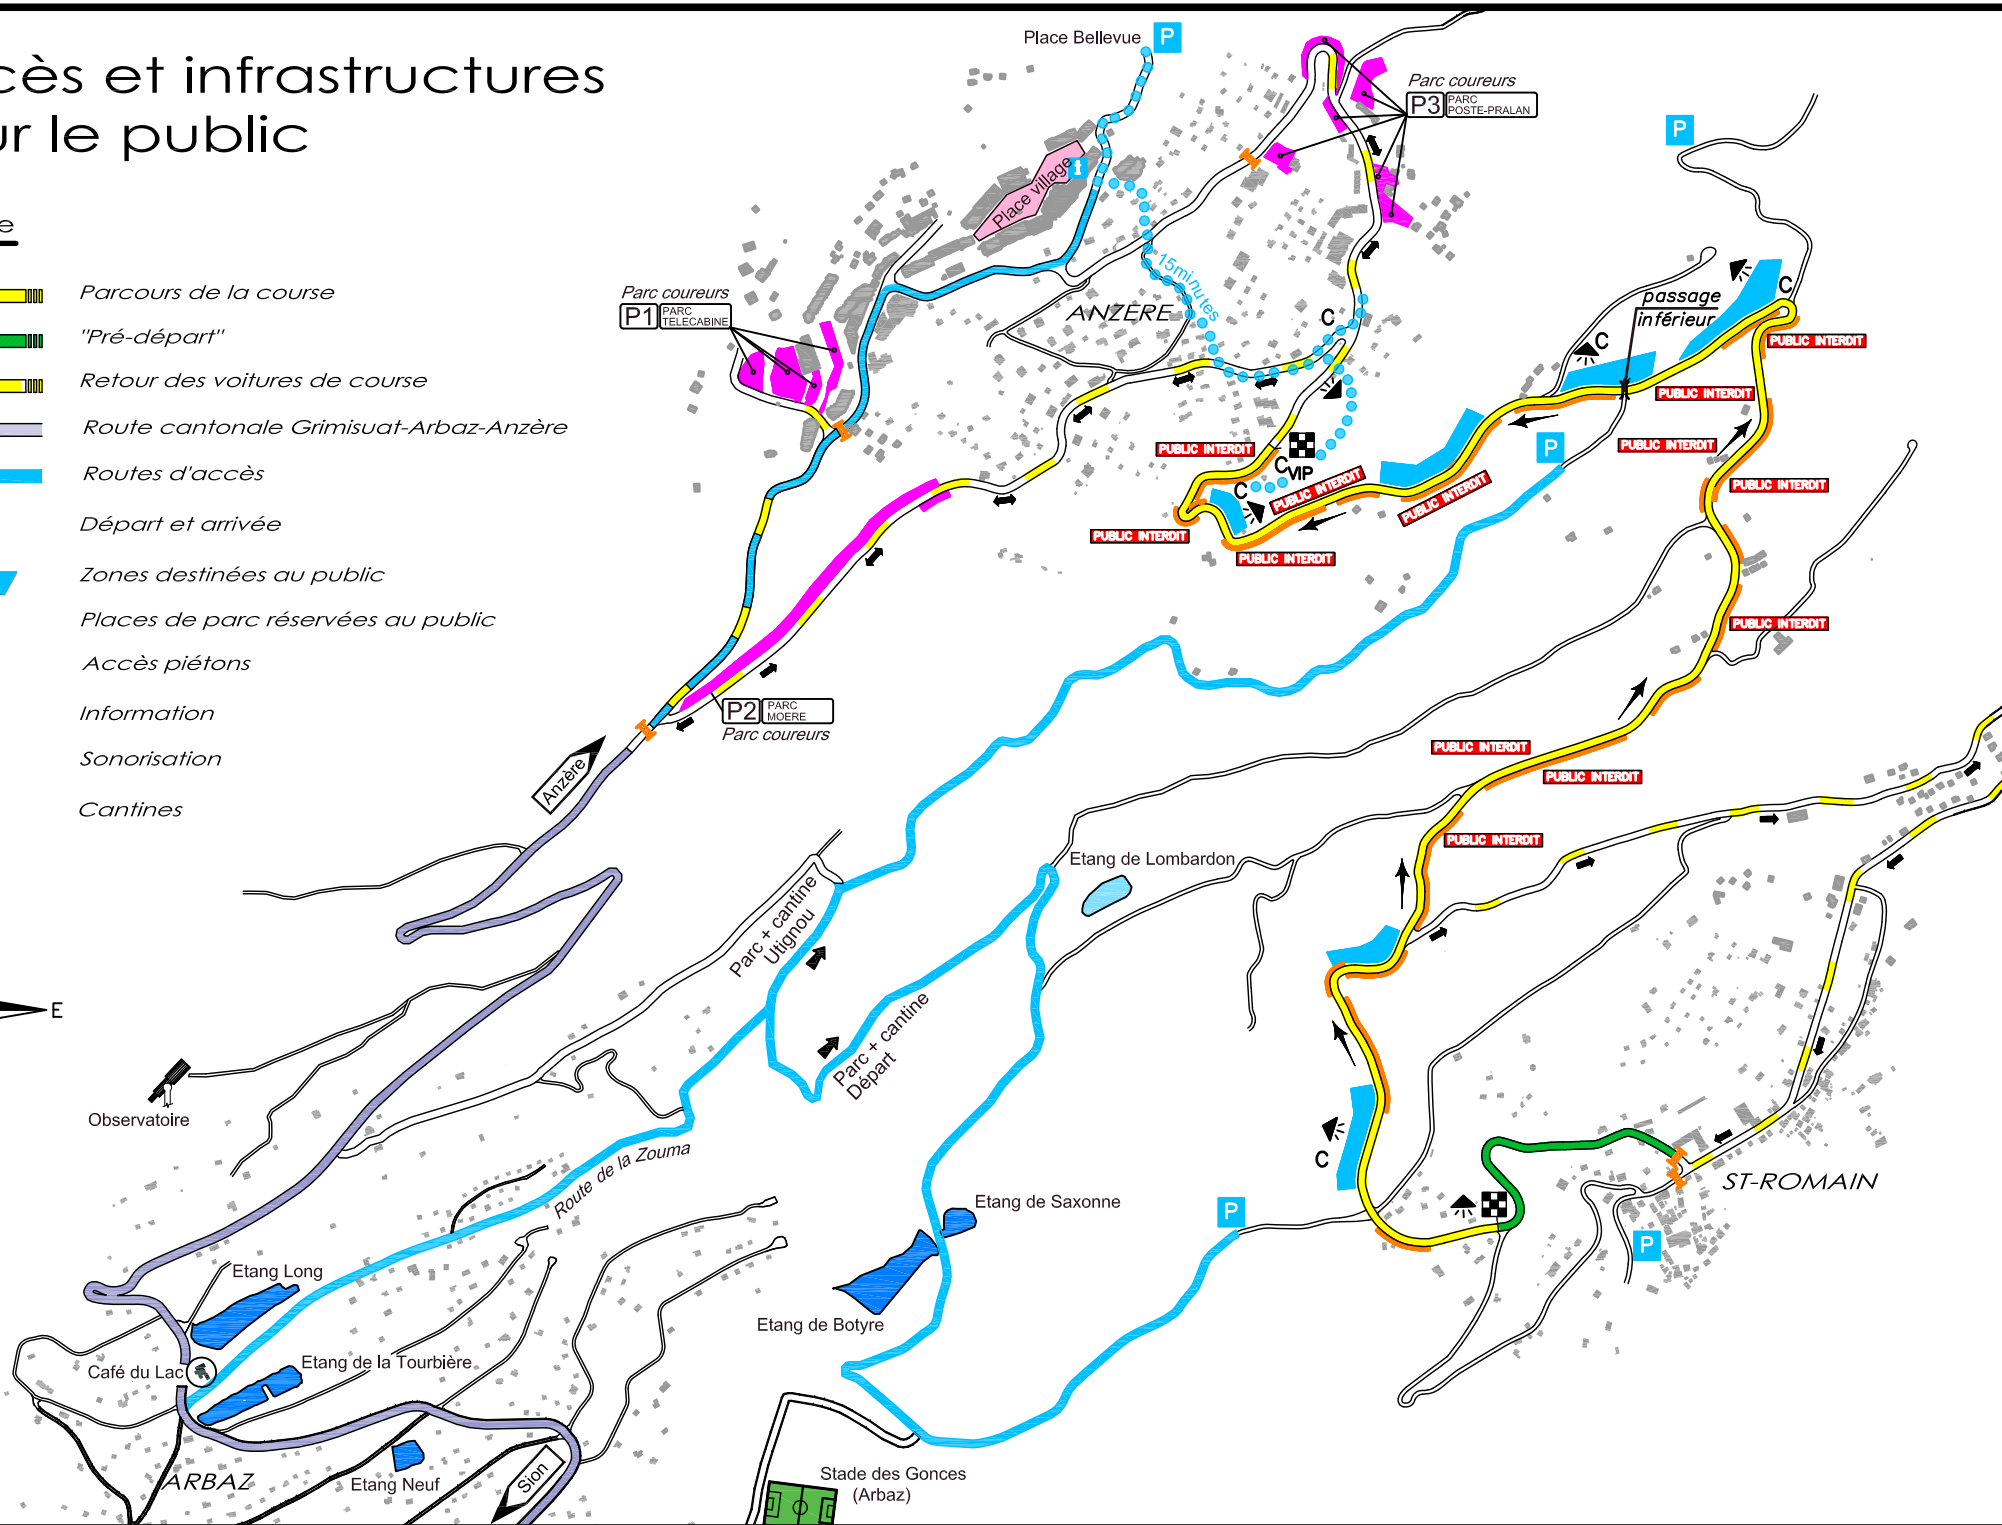 cès et infrastructures
ur le public
e
Parcours de la course
"Pré-départ"
Retour des voitures de course
Route cantonale Grimisuat-Arbaz-Anzère
Routes d'accès
Départ et arrivée
Zones destinées au public
Places de parc réservées au public
Accès piétons
Information
Sonorisation
Cantines
E
Place Bellevue
P
Parc coureurs
P3
PARC
POSTE-PRALAN
P
Place village
i
15minutes
Parc coureurs
P1
PARC
TELECABINE
ANZERE
C
passage
inférieur
C
C
PUBLIC INTERDIT
PUBLIC INTERDIT
PUBLIC INTERDIT
PUBLIC INTERDIT
P
C
VIP
C
PUBLIC INTERDIT
PUBLIC INTERDIT
PUBLIC INTERDIT
PUBLIC INTERDIT
PUBLIC INTERDIT
PUBLIC INTERDIT
P2
PARC
MOERE
Parc coureurs
Anzère
PUBLIC INTERDIT
PUBLIC INTERDIT
PUBLIC INTERDIT
Etang de Lombardon
Parc + cantine
Utignou
Parc + cantine
Départ
Observatoire
Route de la Zouma
C
ST-ROMAIN
P
P
Etang de Saxonne
Etang Long
Etang de Botyre
Café du Lac
Etang de la Tourbière
ARBAZ
Etang Neuf
Sion
Stade des Gonces
(Arbaz)